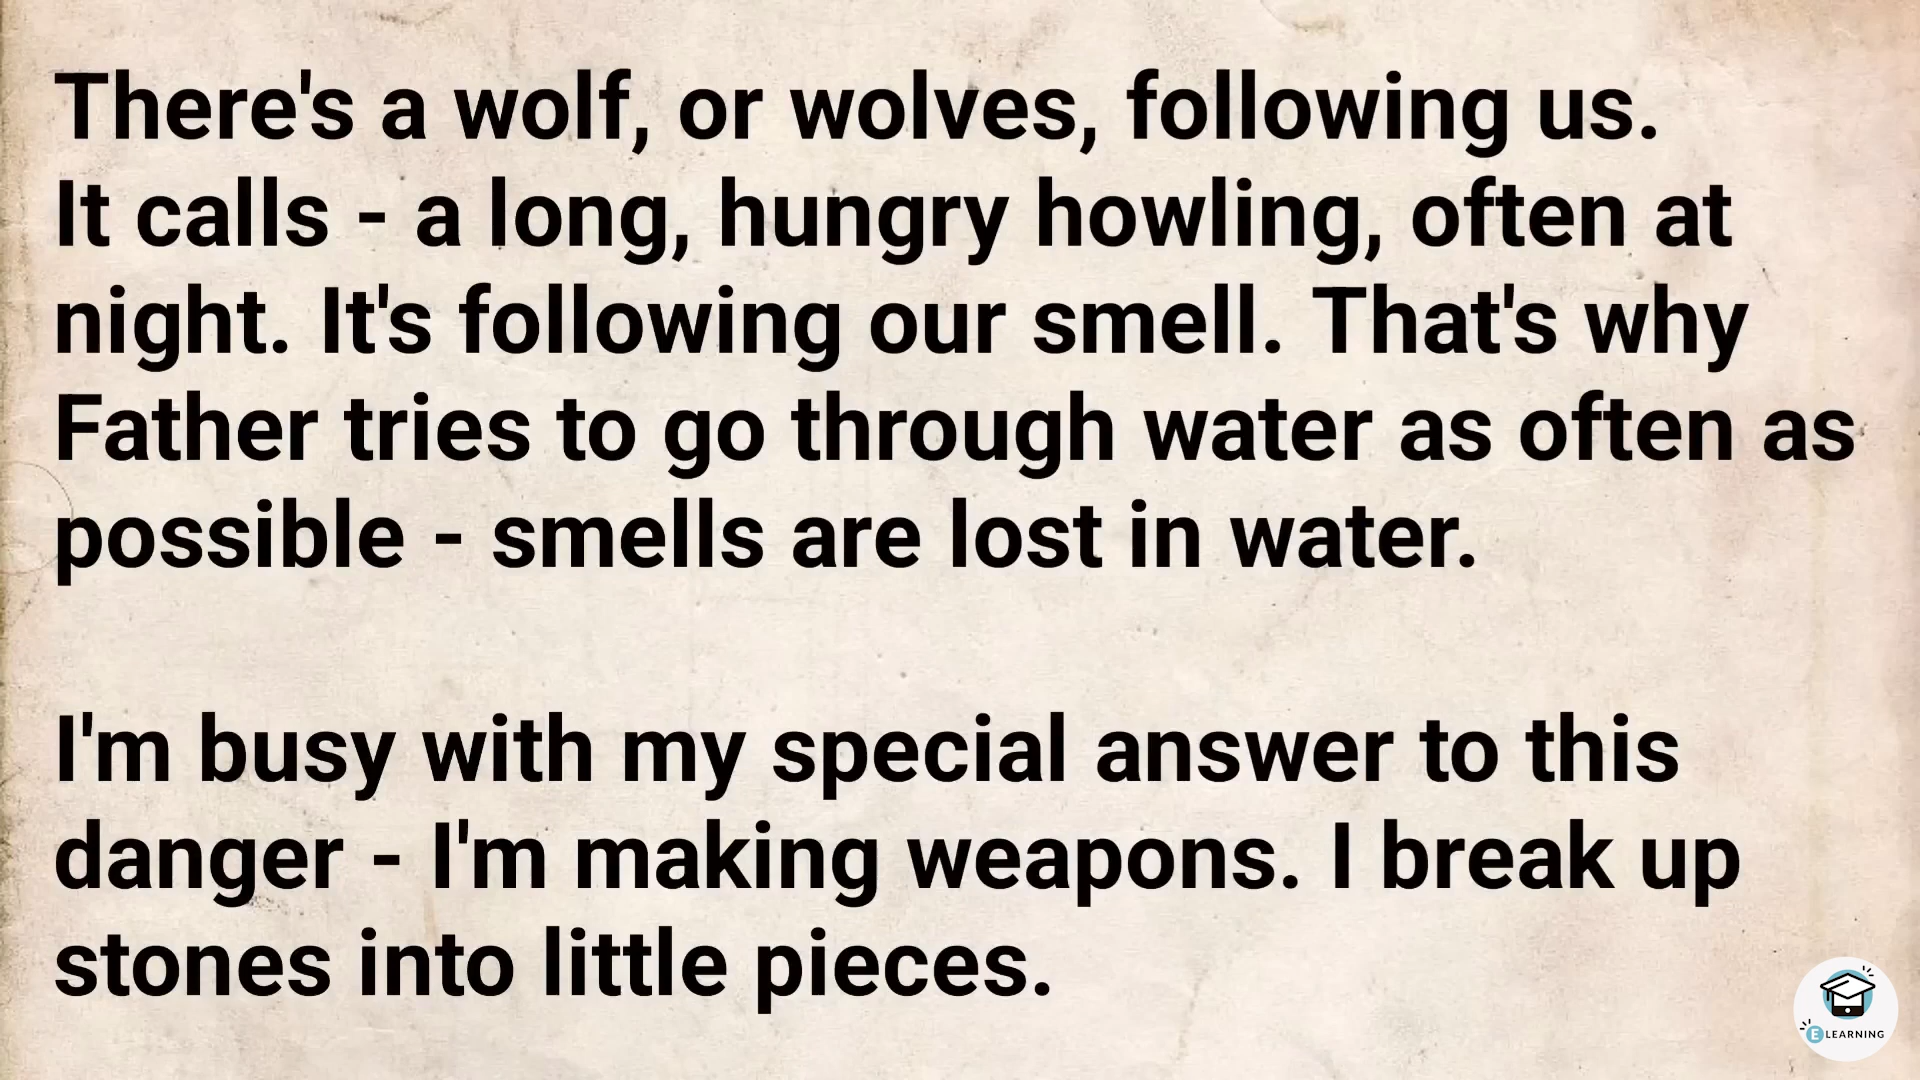 There's a wolf, or wolves, following us.
It calls - a long, hungry howling, often at
night. It's following our smell. That's why
Father tries to go through water as often as
possible - smells are lost in water.
I'm busy with my special answer to this
danger - I'm making weapons. I break up
stones into little pieces.
E LEARNING